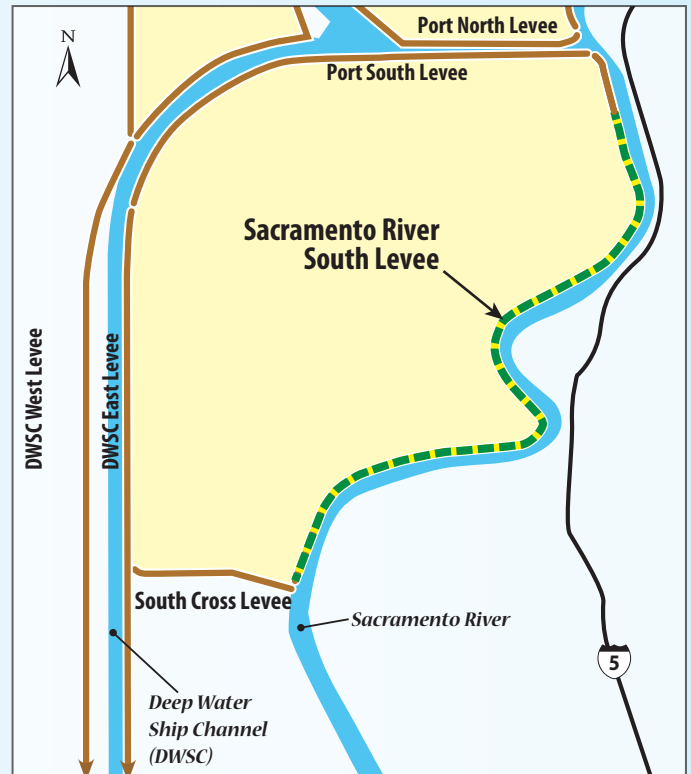 N
Port North Levee
Port South Levee
Sacramento River
South Levee
DWSC West Levee
DWSC East Levee
South Cross Levee
Sacramento River
5
Deep Water
Ship Channel
(DWSC)